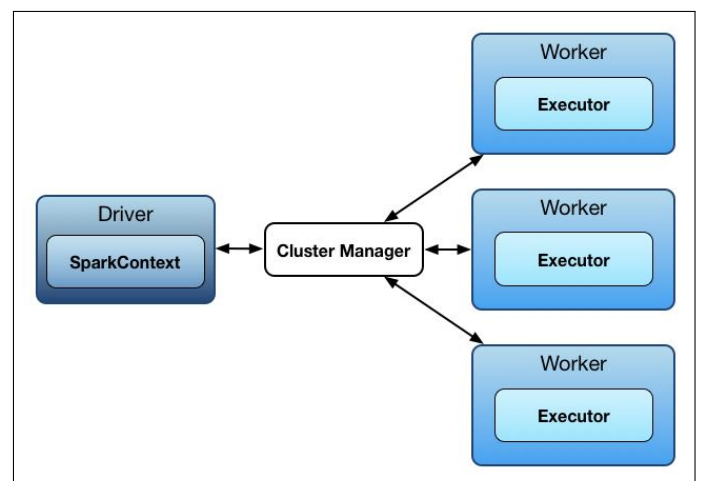 Driver
SparkContext
Cluster Manager
Worker
Executor
Worker
Executor
Worker
Executor